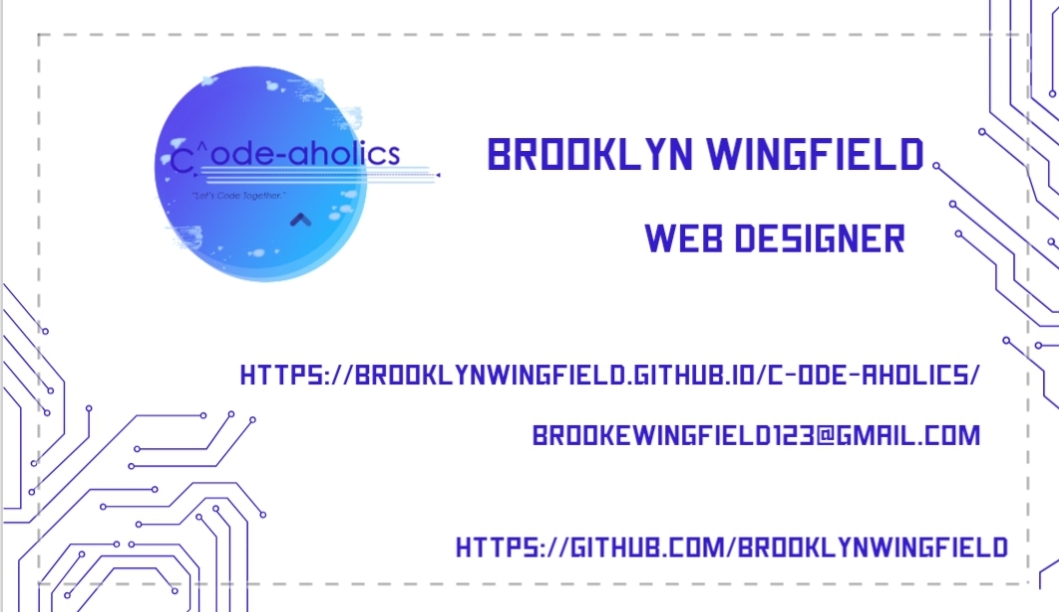 C^ode-aholics
"Let's Code Together."
BROOKLYN WINGFIELD
WEB DESIGNER
HTTPS://BROOKLYNWINGFIELD.GITHUB.IO/C-ODE-AHOLICS/
BROOKEWINGFIELD123@GMAIL.COM
HTTPS://GITHUB.COM/BROOKLYNWINGFIELD